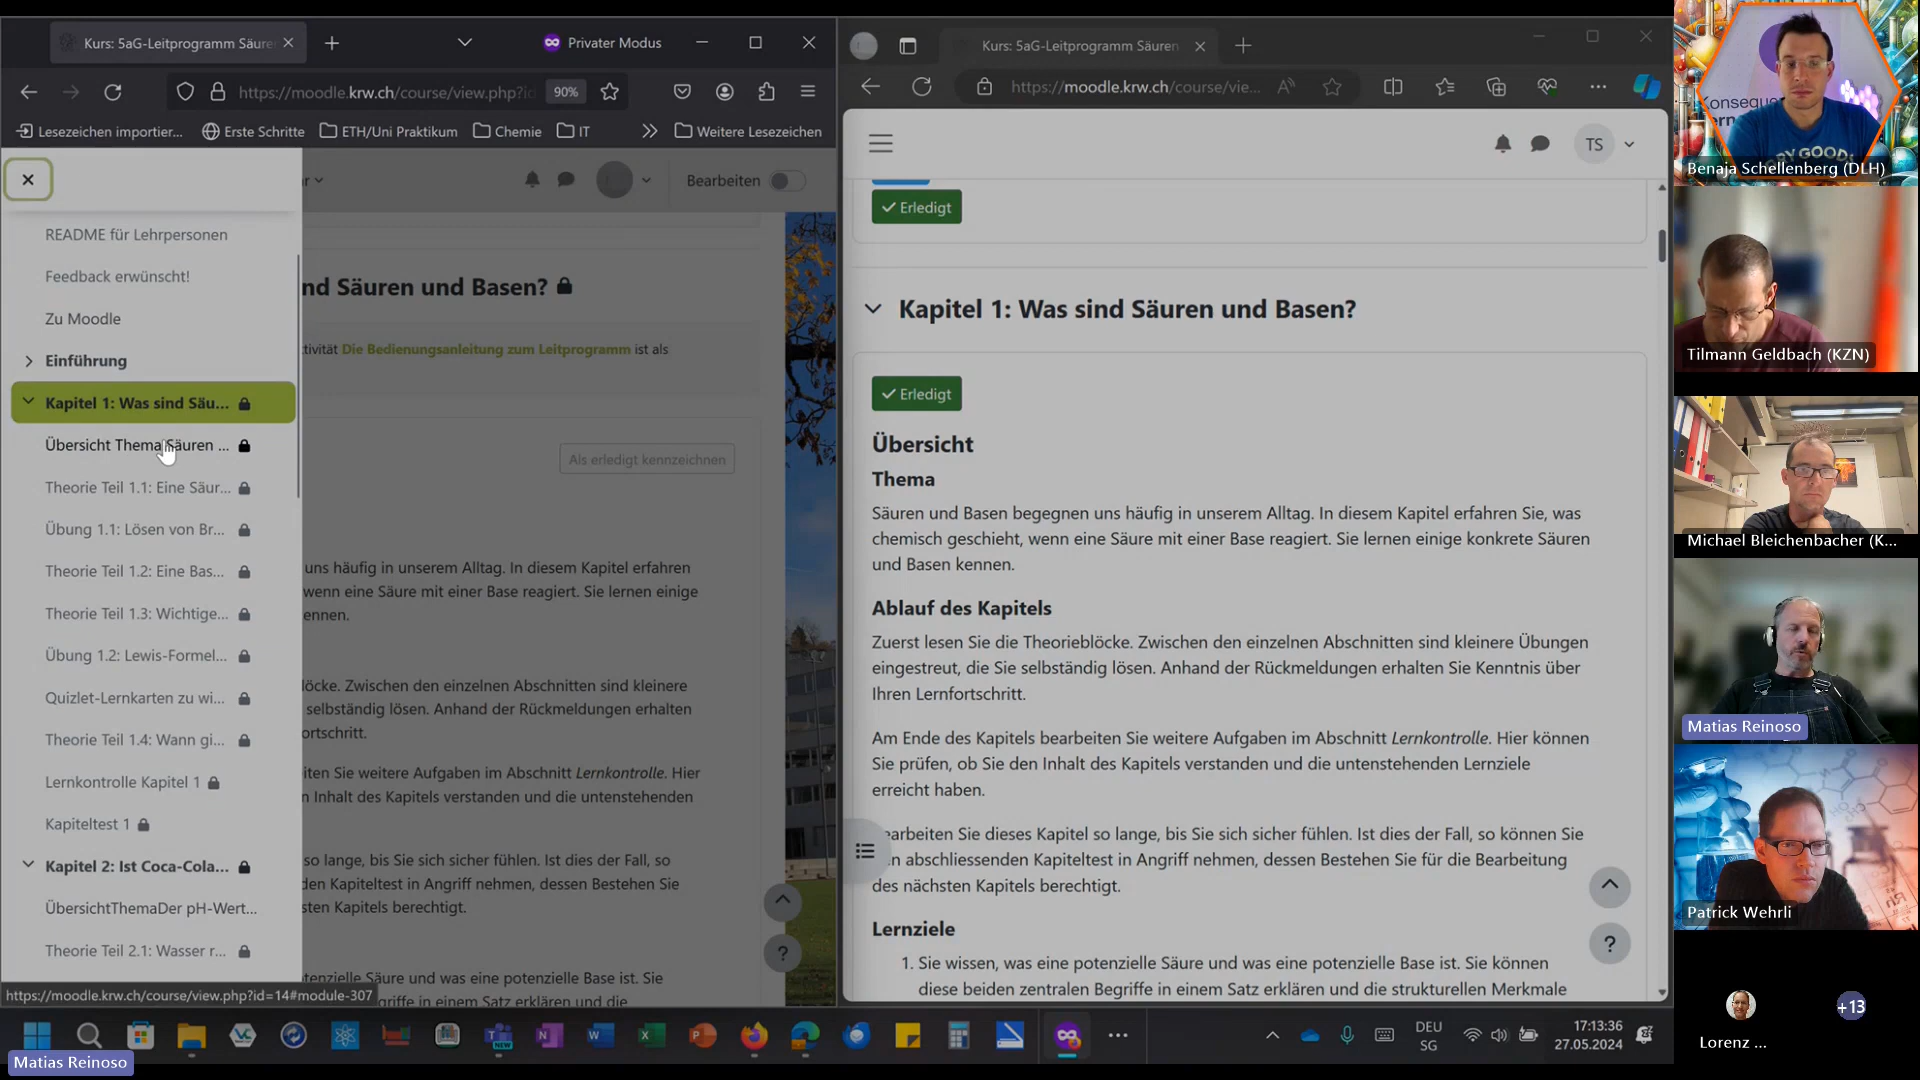 Kurs: 5aG-Leitprogramm Säure
Privater Modus
https://moodle.krw.ch/course/view.php?id
90%
Lesezeichen importier...
Erste Schritte
ETH/Uni Praktikum
Chemie
IT
Weitere Lesezeichen
Bearbeiten
README für Lehrpersonen
Feedback erwünscht!
Zu Moodle
Einführung
Kapitel 1: Was sind Säu...
Übersicht Thema Säuren ...
Theorie Teil 1.1: Eine Säur...
Übung 1.1: Lösen von Br...
Theorie Teil 1.2: Eine Bas...
Theorie Teil 1.3: Wichtige...
Übung 1.2: Lewis-Formel...
Quizlet-Lernkarten zu wi...
Theorie Teil 1.4: Wann gi...
Lernkontrolle Kapitel 1
Kapiteltest 1
Kapitel 2: Ist Coca-Cola...
ÜbersichtThemaDer pH-Wert...
Theorie Teil 2.1: Wasser r...
nd Säuren und Basen?
tivität Die Bedienungsanleitung zum Leitprogramm ist als
Als erledigt kennzeichnen
uns häufig in unserem Alltag. In diesem Kapitel erfahren
wenn eine Säure mit einer Base reagiert. Sie lernen einige
ennen.
öcke. Zwischen den einzelnen Abschnitten sind kleinere
selbständig lösen. Anhand der Rückmeldungen erhalten
ortschritt.
iten Sie weitere Aufgaben im Abschnitt Lernkontrolle. Hier
n Inhalt des Kapitels verstanden und die untenstehenden
so lange, bis Sie sich sicher fühlen. Ist dies der Fall, so
den Kapiteltest in Angriff nehmen, dessen Bestehen Sie
sten Kapitels berechtigt.
tenzielle Säure und was eine potenzielle Base ist. Sie
griffe in einem Satz erklären und die
?
https://moodle.krw.ch/course/view.php?id=14#module-307
Kurs: 5aG-Leitprogramm Säuren
https://moodle.krw.ch/course/vie...
TS
Erledigt
Kapitel 1: Was sind Säuren und Basen?
Erledigt
Übersicht
Thema
Säuren und Basen begegnen uns häufig in unserem Alltag. In diesem Kapitel erfahren Sie, was
chemisch geschieht, wenn eine Säure mit einer Base reagiert. Sie lernen einige konkrete Säuren
und Basen kennen.
Ablauf des Kapitels
Zuerst lesen Sie die Theorieblöcke. Zwischen den einzelnen Abschnitten sind kleinere Übungen
eingestreut, die Sie selbständig lösen. Anhand der Rückmeldungen erhalten Sie Kenntnis über
Ihren Lernfortschritt.
Am Ende des Kapitels bearbeiten Sie weitere Aufgaben im Abschnitt Lernkontrolle. Hier können
Sie prüfen, ob Sie den Inhalt des Kapitels verstanden und die untenstehenden Lernziele
erreicht haben.
earbeiten Sie dieses Kapitel so lange, bis Sie sich sicher fühlen. Ist dies der Fall, so können Sie
n abschliessenden Kapiteltest in Angriff nehmen, dessen Bestehen Sie für die Bearbeitung
des nächsten Kapitels berechtigt.
Lernziele
1. Sie wissen, was eine potenzielle Säure und was eine potenzielle Base ist. Sie können
diese beiden zentralen Begriffe in einem Satz erklären und die strukturellen Merkmale
?
DEU
SG
17:13:36
27.05.2024
Matias Reinoso
Benaja Schellenberg (DLH)
Tilmann Geldbach (KZN)
Michael Bleichenbacher (K...
Matias Reinoso
Patrick Wehrli
Lorenz ...
+13